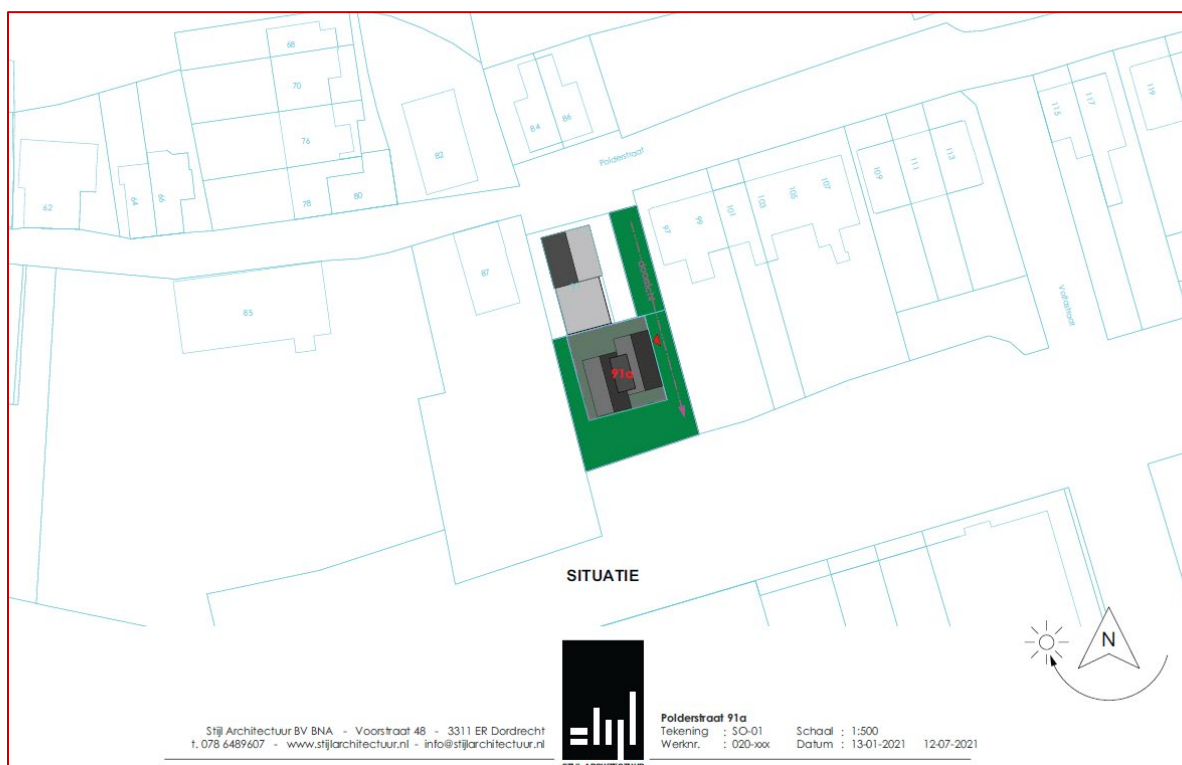 68
70
76
78
80
82
84
86
62
64
66
Polderstraat
85
87
97
99
101
103
105
107
109
111
113
115
117
119
doorzicht
91a
Voltastraat
SITUATIE
N
Stijl Architectuur BV BNA - Voorstraat 48 - 3311 ER Dordrecht
t. 078 6489607 - www.stijlarchitectuur.nl - info@stijlarchitectuur.nl
Polderstraat 91a
Tekening : SO-01 Schaal : 1:500
Werknr. : 020-xxx Datum : 13-01-2021 12-07-2021